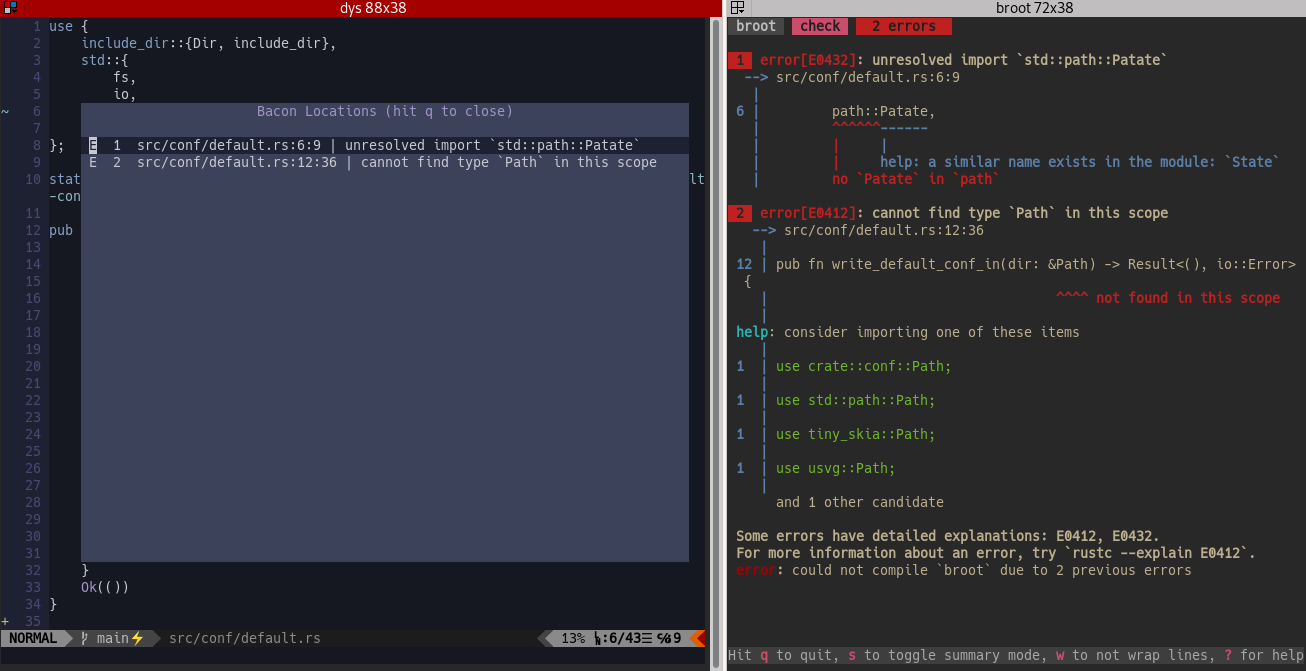 dys 88x38
1 use {
2 include_dir::{Dir, include_dir},
3 std::{
4 fs,
5 io,
~ 6
7
8 };
9
10 stat lt
-con
11
12 pub
13
14
15
16
17
18
19
20
21
22
23
24
25
26
27
28
29
30
31
32 }
33 Ok(())
34 }
+ 35
Bacon Locations (hit q to close)
E 1 src/conf/default.rs:6:9 | unresolved import `std::path::Patate`
E 2 src/conf/default.rs:12:36 | cannot find type `Path` in this scope
NORMAL main⚡ src/conf/default.rs 13% :6/43☰ ℅:9
broot 72x38
broot check 2 errors
1 error[E0432]: unresolved import `std::path::Patate`
--> src/conf/default.rs:6:9
|
6 | path::Patate,
| ^^^^^^------
| | |
| | help: a similar name exists in the module: `State`
| no `Patate` in `path`
2 error[E0412]: cannot find type `Path` in this scope
--> src/conf/default.rs:12:36
|
12 | pub fn write_default_conf_in(dir: &Path) -> Result<(), io::Error>
{
| ^^^^ not found in this scope
|
help: consider importing one of these items
|
1 | use crate::conf::Path;
|
1 | use std::path::Path;
|
1 | use tiny_skia::Path;
|
1 | use usvg::Path;
|
and 1 other candidate
Some errors have detailed explanations: E0412, E0432.
For more information about an error, try `rustc --explain E0412`.
error: could not compile `broot` due to 2 previous errors
Hit q to quit, s to toggle summary mode, w to not wrap lines, ? for help